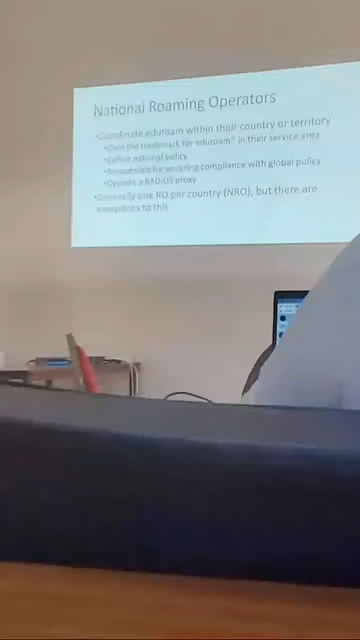 National Roaming Operators
•Coordinate eduroam within their country or territory
•Own the trademark for eduroam® in their service area
•Define national policy
•Responsible for ensuring compliance with global policy
•Operate a RADIUS proxy
•Generally one RO per country (NRO), but there are
exceptions to this